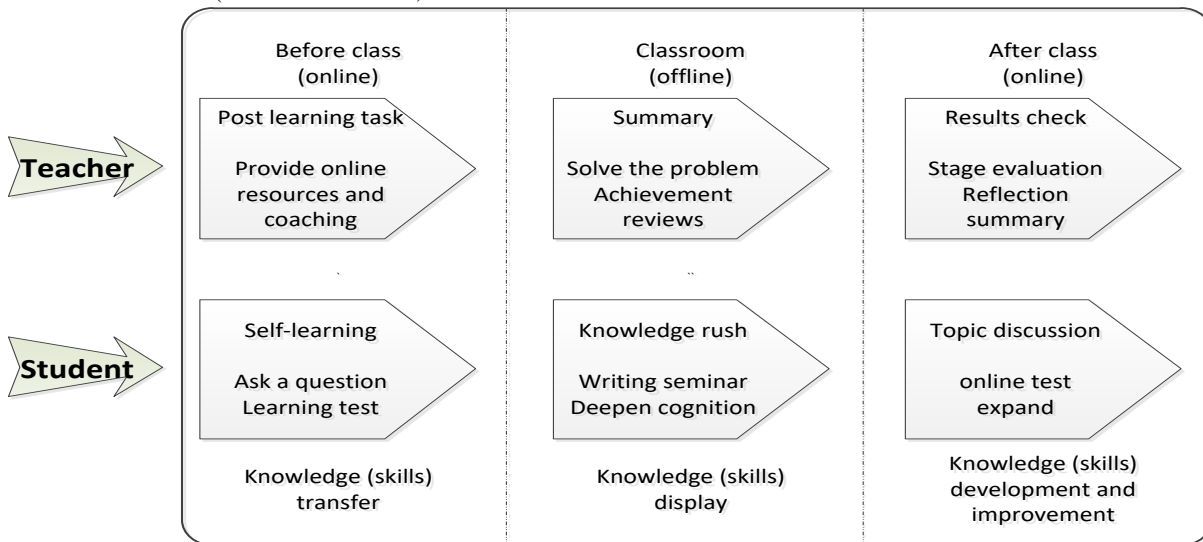 Before class
(online)
Classroom
(offline)
After class
(online)
Teacher
Post learning task
Provide online
resources and
coaching
Summary
Solve the problem
Achievement
reviews
Results check
Stage evaluation
Reflection
summary
Student
Self-learning
Ask a question
Learning test
Knowledge rush
Writing seminar
Deepen cognition
Topic discussion
online test
expand
Knowledge (skills)
transfer
Knowledge (skills)
display
Knowledge (skills)
development and
improvement